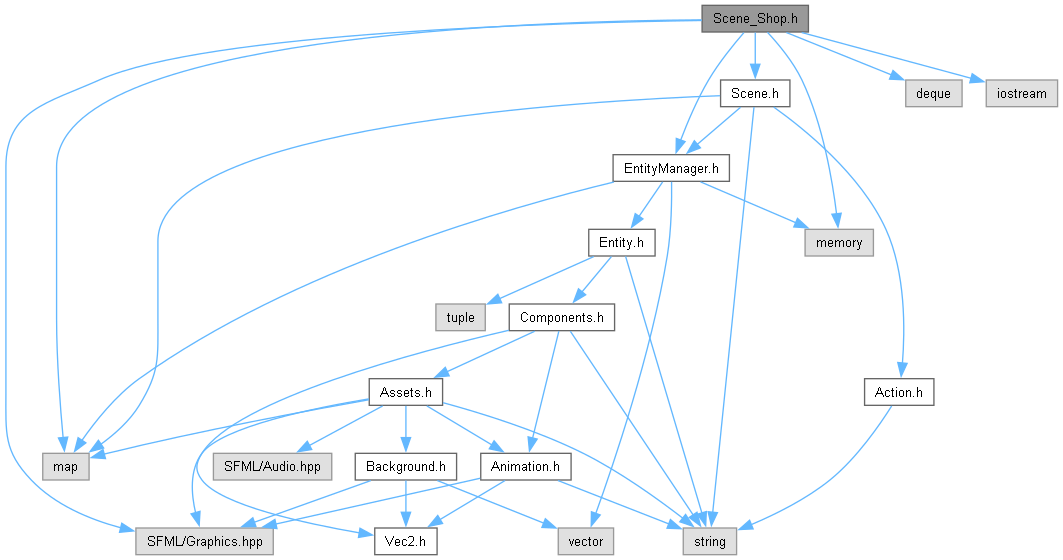 Scene_Shop.h
Scene.h
deque
iostream
EntityManager.h
Entity.h
memory
tuple
Components.h
Assets.h
Action.h
map
SFML/Audio.hpp
Background.h
Animation.h
SFML/Graphics.hpp
Vec2.h
vector
string